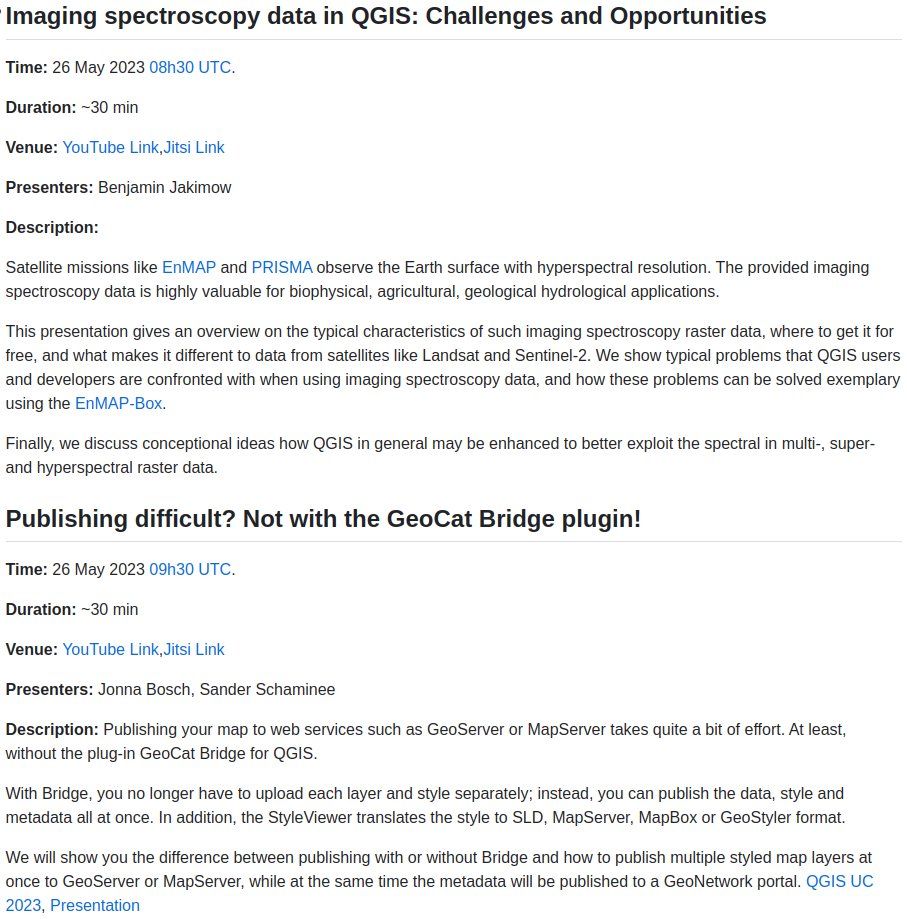 Imaging spectroscopy data in QGIS: Challenges and Opportunities
Time: 26 May 2023 08h30 UTC.
Duration: ~30 min
Venue: YouTube Link,Jitsi Link
Presenters: Benjamin Jakimow
Description:
Satellite missions like EnMAP and PRISMA observe the Earth surface with hyperspectral resolution. The provided imaging
spectroscopy data is highly valuable for biophysical, agricultural, geological hydrological applications.
This presentation gives an overview on the typical characteristics of such imaging spectroscopy raster data, where to get it for
free, and what makes it different to data from satellites like Landsat and Sentinel-2. We show typical problems that QGIS users
and developers are confronted with when using imaging spectroscopy data, and how these problems can be solved exemplary
using the EnMAP-Box.
Finally, we discuss conceptional ideas how QGIS in general may be enhanced to better exploit the spectral in multi-, super-
and hyperspectral raster data.
Publishing difficult? Not with the GeoCat Bridge plugin!
Time: 26 May 2023 09h30 UTC.
Duration: ~30 min
Venue: YouTube Link,Jitsi Link
Presenters: Jonna Bosch, Sander Schaminee
Description: Publishing your map to web services such as GeoServer or MapServer takes quite a bit of effort. At least,
without the plug-in GeoCat Bridge for QGIS.
With Bridge, you no longer have to upload each layer and style separately; instead, you can publish the data, style and
metadata all at once. In addition, the StyleViewer translates the style to SLD, MapServer, MapBox or GeoStyler format.
We will show you the difference between publishing with or without Bridge and how to publish multiple styled map layers at
once to GeoServer or MapServer, while at the same time the metadata will be published to a GeoNetwork portal. QGIS UC
2023, Presentation